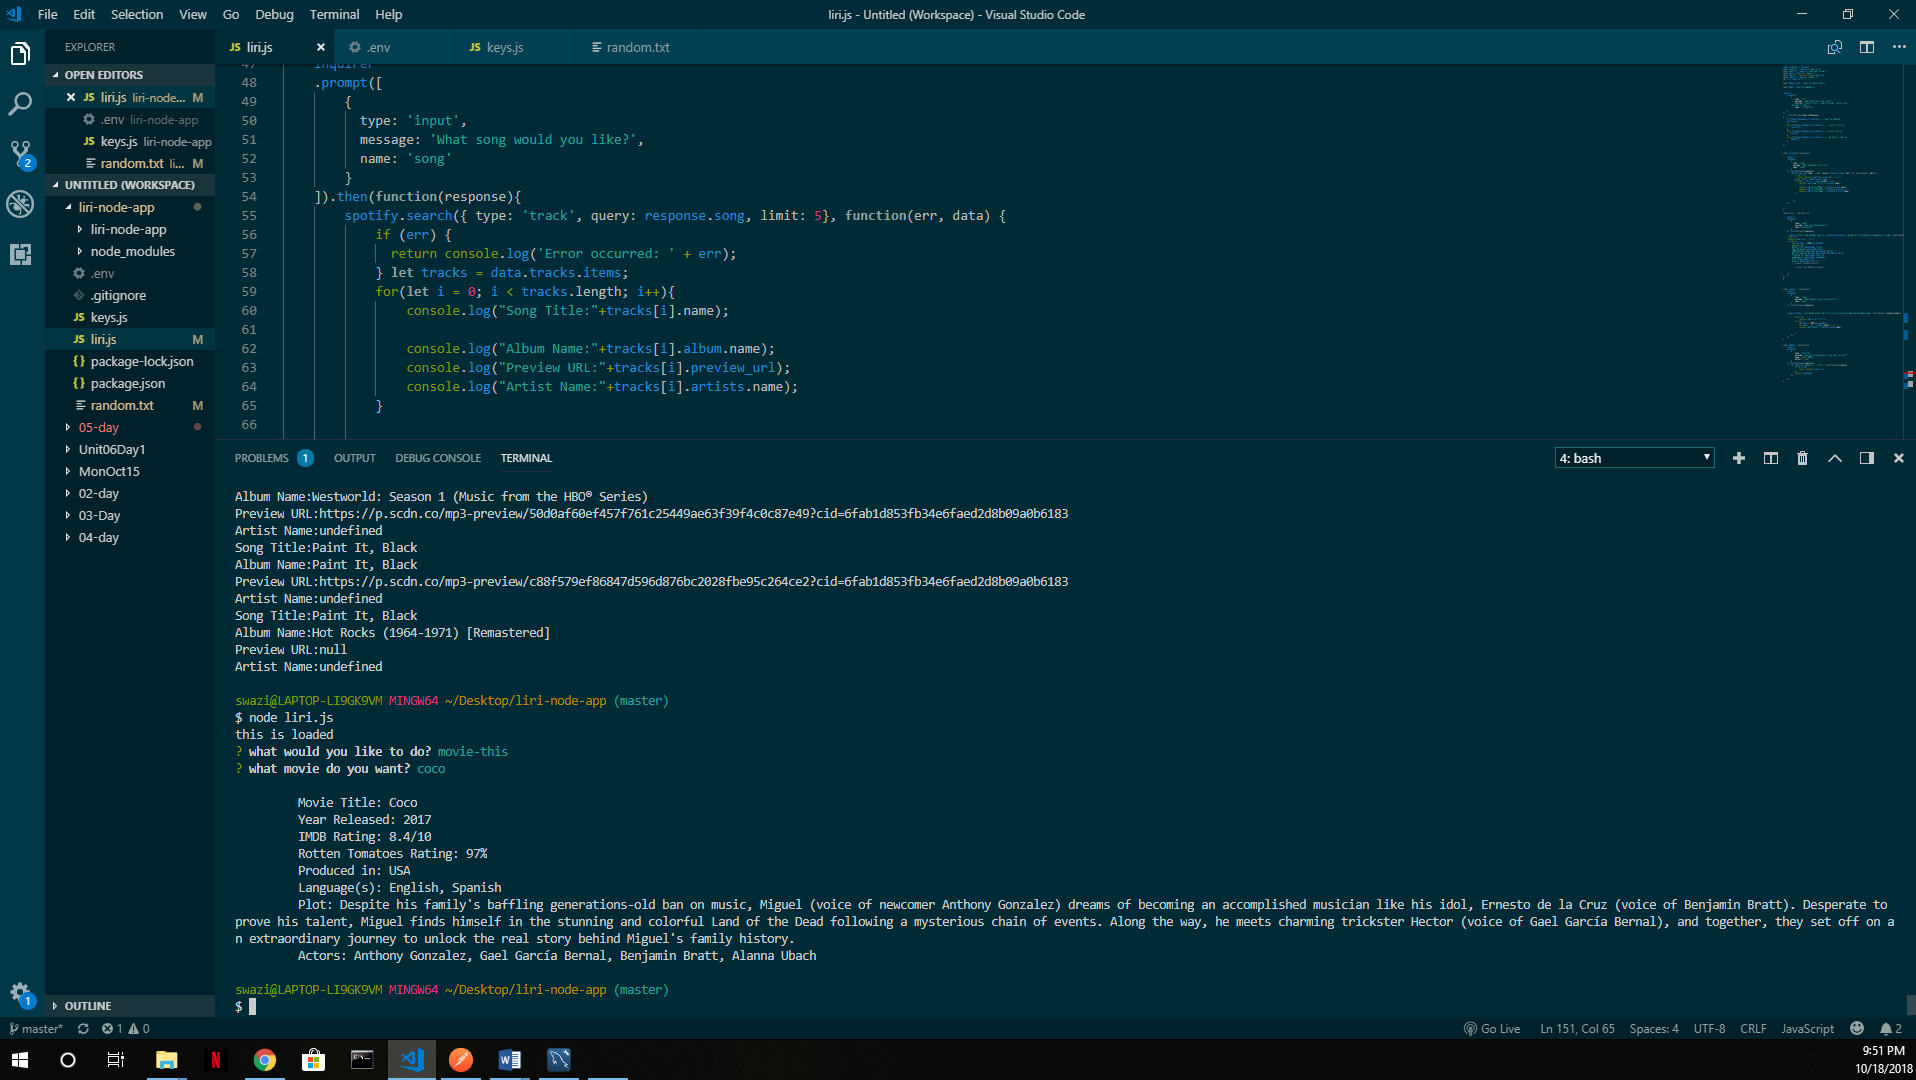 File Edit Selection View Go Debug Terminal Help
liri.js - Untitled (Workspace) - Visual Studio Code
EXPLORER
OPEN EDITORS
JS liri.js liri-node... M
.env liri-node-app
JS keys.js liri-node-app
random.txt li... M
UNTITLED (WORKSPACE)
liri-node-app
liri-node-app
node_modules
.env
.gitignore
JS keys.js
JS liri.js M
{} package-lock.json
{} package.json
random.txt M
05-day
Unit06Day1
MonOct15
02-day
03-Day
04-day
OUTLINE
2
1
JS liri.js
.env
JS keys.js
random.txt
47 inquirer
48 .prompt([
49 {
50 type: 'input',
51 message: 'What song would you like?',
52 name: 'song'
53 }
54 ]).then(function(response){
55 spotify.search({ type: 'track', query: response.song, limit: 5}, function(err, data) {
56 if (err) {
57 return console.log('Error occurred: ' + err);
58 } let tracks = data.tracks.items;
59 for(let i = 0; i < tracks.length; i++){
60 console.log("Song Title:"+tracks[i].name);
61
62 console.log("Album Name:"+tracks[i].album.name);
63 console.log("Preview URL:"+tracks[i].preview_url);
64 console.log("Artist Name:"+tracks[i].artists.name);
65 }
66
PROBLEMS 1 OUTPUT DEBUG CONSOLE TERMINAL
4: bash
Album Name:Westworld: Season 1 (Music from the HBO® Series)
Preview URL:https://p.scdn.co/mp3-preview/50d0af60ef457f761c25449ae63f39f4c0c87e49?cid=6fab1d853fb34e6faed2d8b09a0b6183
Artist Name:undefined
Song Title:Paint It, Black
Album Name:Paint It, Black
Preview URL:https://p.scdn.co/mp3-preview/c88f579ef86847d596d876bc2028fbe95c264ce2?cid=6fab1d853fb34e6faed2d8b09a0b6183
Artist Name:undefined
Song Title:Paint It, Black
Album Name:Hot Rocks (1964-1971) [Remastered]
Preview URL:null
Artist Name:undefined
swazi@LAPTOP-LI9GK9VM MINGW64 ~/Desktop/liri-node-app (master)
$ node liri.js
this is loaded
? what would you like to do? movie-this
? what movie do you want? coco
Movie Title: Coco
Year Released: 2017
IMDB Rating: 8.4/10
Rotten Tomatoes Rating: 97%
Produced in: USA
Language(s): English, Spanish
Plot: Despite his family's baffling generations-old ban on music, Miguel (voice of newcomer Anthony Gonzalez) dreams of becoming an accomplished musician like his idol, Ernesto de la Cruz (voice of Benjamin Bratt). Desperate to
prove his talent, Miguel finds himself in the stunning and colorful Land of the Dead following a mysterious chain of events. Along the way, he meets charming trickster Hector (voice of Gael García Bernal), and together, they set off on a
n extraordinary journey to unlock the real story behind Miguel's family history.
Actors: Anthony Gonzalez, Gael García Bernal, Benjamin Bratt, Alanna Ubach
swazi@LAPTOP-LI9GK9VM MINGW64 ~/Desktop/liri-node-app (master)
$
master* 1 0
Go Live Ln 151, Col 65 Spaces: 4 UTF-8 CRLF JavaScript 2
9:51 PM
10/18/2018